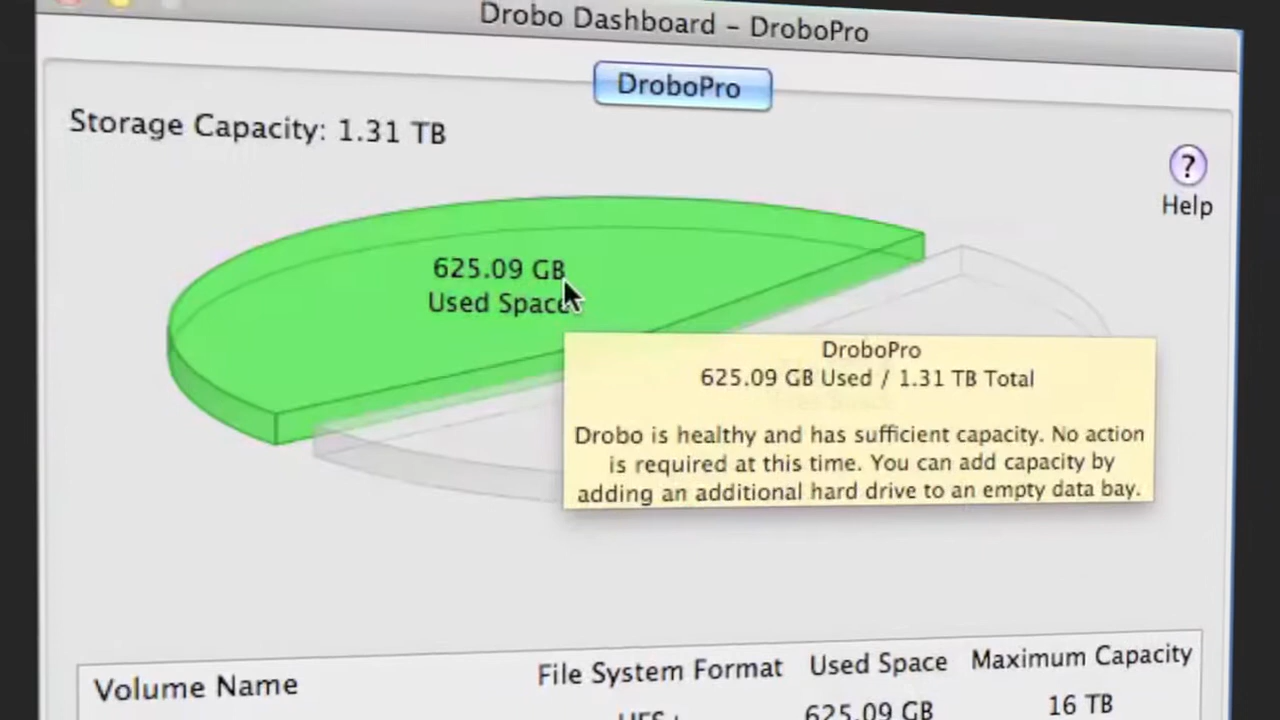 Drobo Dashboard – DroboPro
DroboPro
Storage Capacity: 1.31 TB
?
Help
625.09 GB
Used Space
DroboPro
625.09 GB Used / 1.31 TB Total
Drobo is healthy and has sufficient capacity. No action
is required at this time. You can add capacity by
adding an additional hard drive to an empty data bay.
Volume Name File System Format Used Space Maximum Capacity
625.09 GB 16 TB